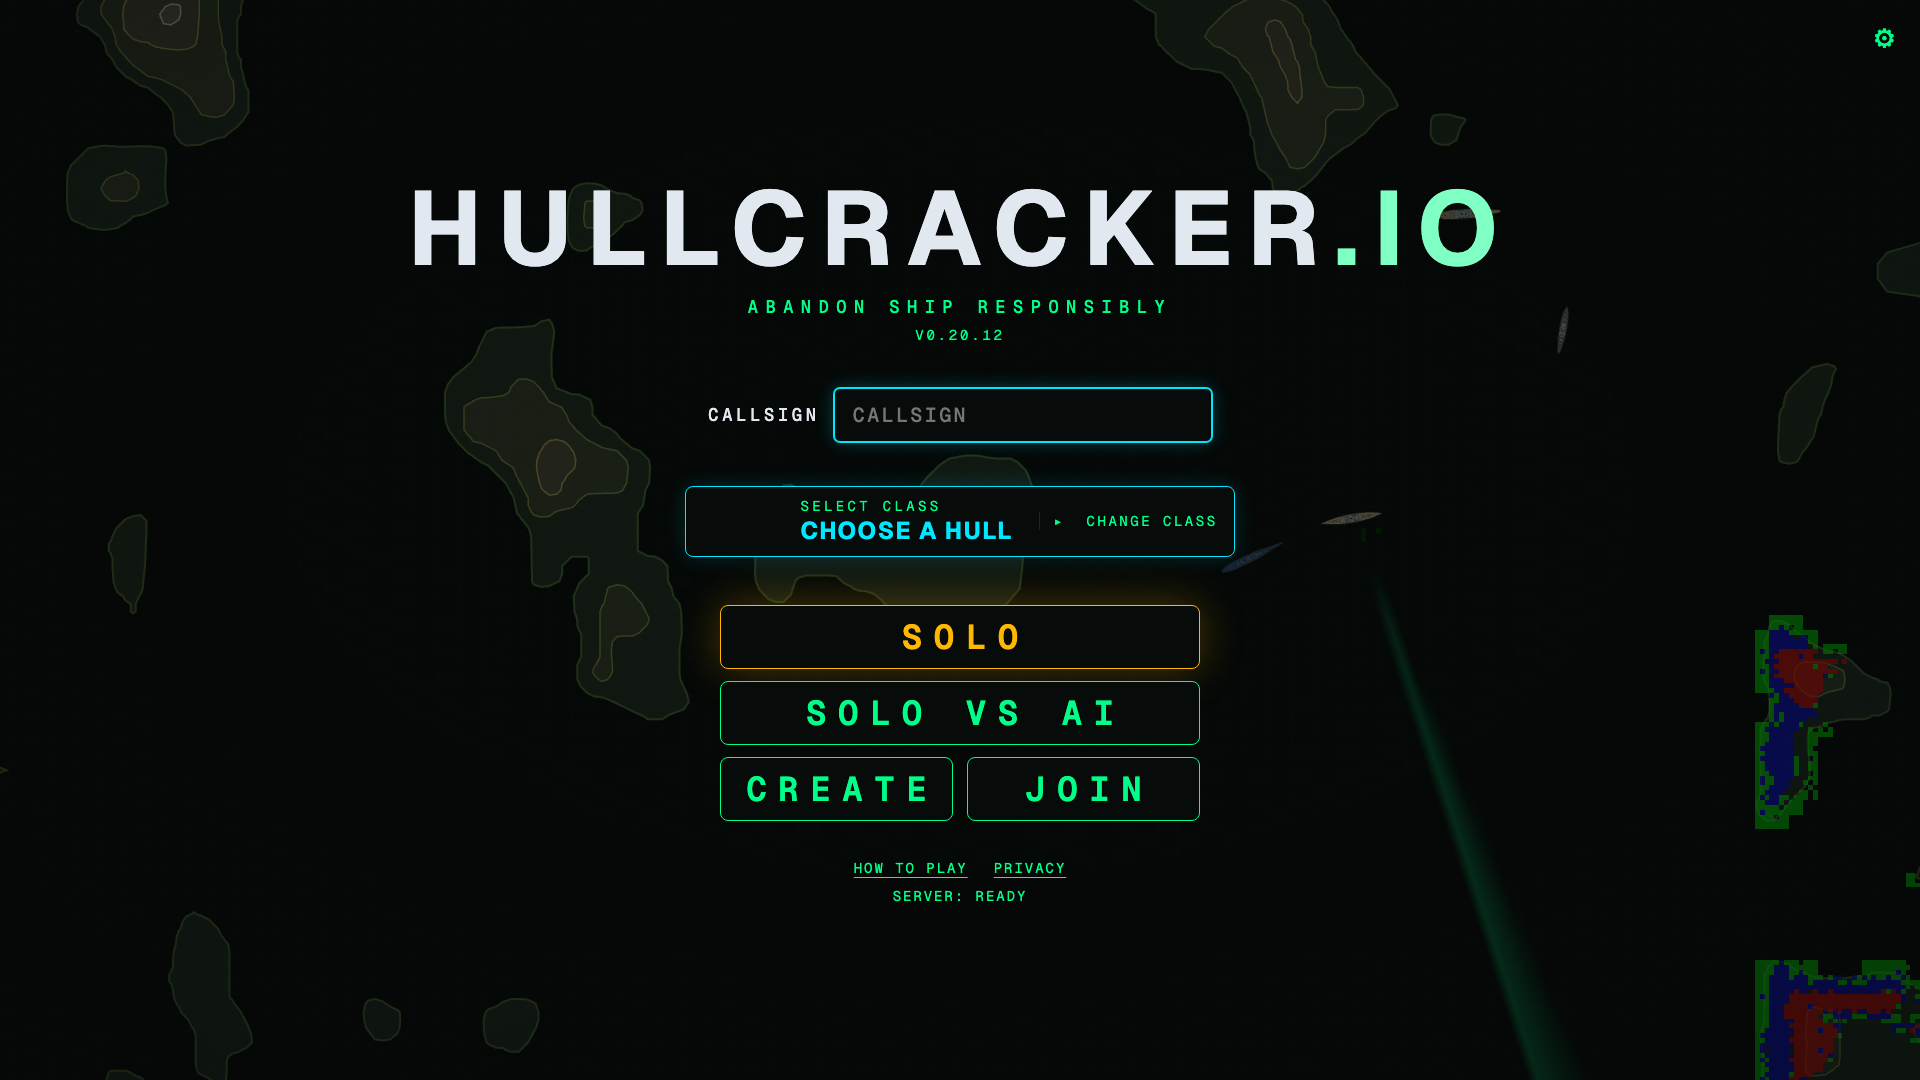 HULLCRACKER.IO
ABANDON SHIP RESPONSIBLY
V0.20.12
CALLSIGN CALLSIGN
SELECT CLASS
CHOOSE A HULL ▸ CHANGE CLASS
SOLO
SOLO VS AI
CREATE JOIN
HOW TO PLAY PRIVACY
SERVER: READY